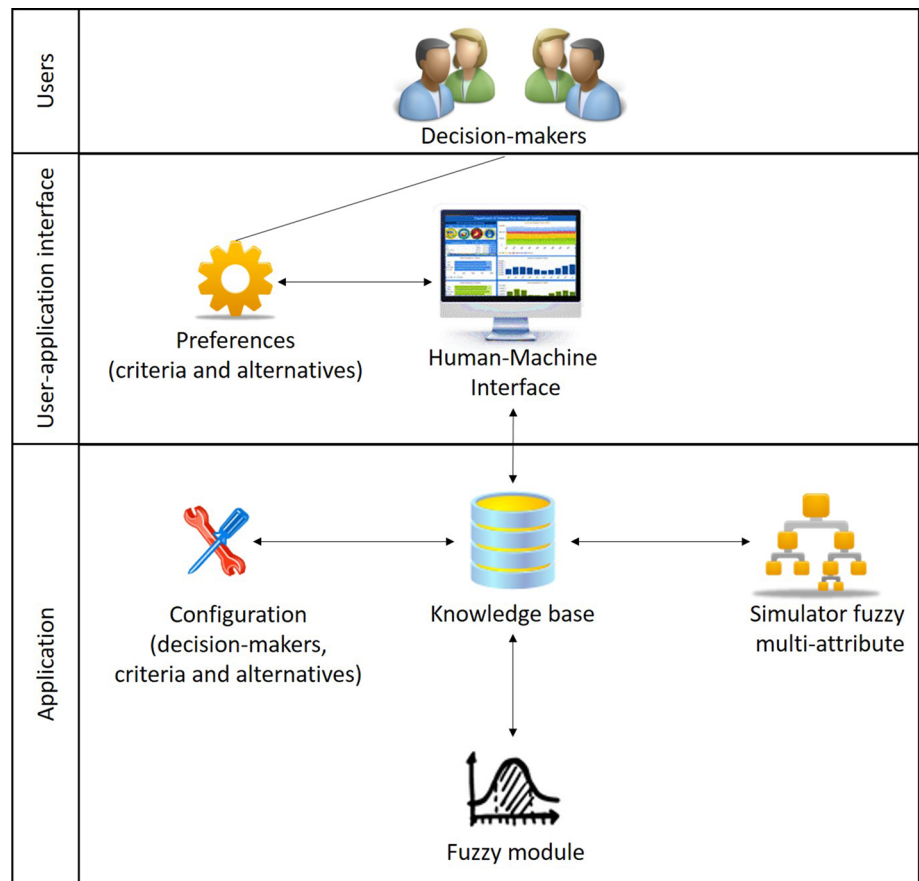 Users
Decision-makers
User-application interface
Preferences
(criteria and alternatives)
Human-Machine
Interface
Application
Configuration
(decision-makers,
criteria and alternatives)
Knowledge base
Simulator fuzzy
multi-attribute
Fuzzy module